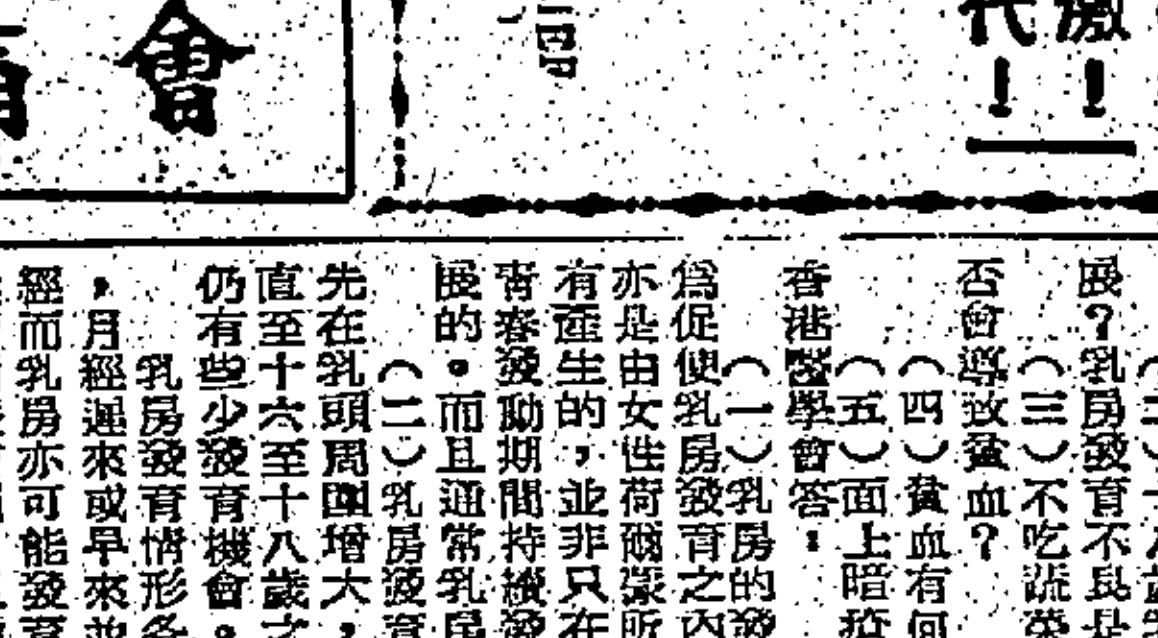 會
激！
代！
展？乳房發育不良是
（三）不吃蔬菜
否會導致貧血？
（四）貧血有何
（五）面上暗瘡
香港醫學會答：
（一）乳房的發
為促使乳房發育之內
亦是由女性荷爾蒙所
有產生的，並非只在
青春發動期間持續發
展的。而且通常乳房
（二）乳房發育
先在乳頭周圍增大，
直至十六至十八歲之
仍有些少發育機會。
乳房發育情形各
，月經遲來或早來並
經而乳房亦可能發育